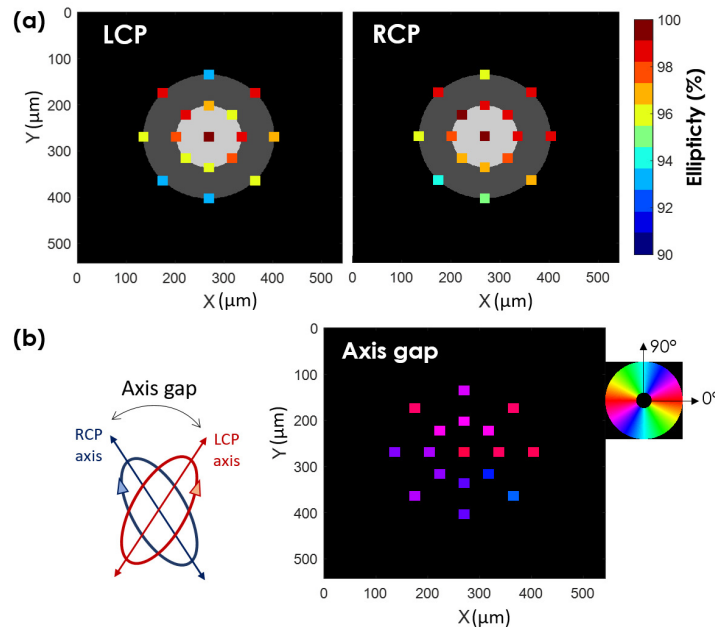 (a)
LCP
RCP
0
100
200
300
400
500
Y (µm)
0 100 200 300 400 500
X (µm)
0 100 200 300 400 500
X (µm)
100
98
96
94
92
90
Ellipticty (%)
(b)
Axis gap
RCP
axis
LCP
axis
Axis gap
0
100
200
300
400
500
Y (µm)
0 100 200 300 400 500
X (µm)
90°
0°